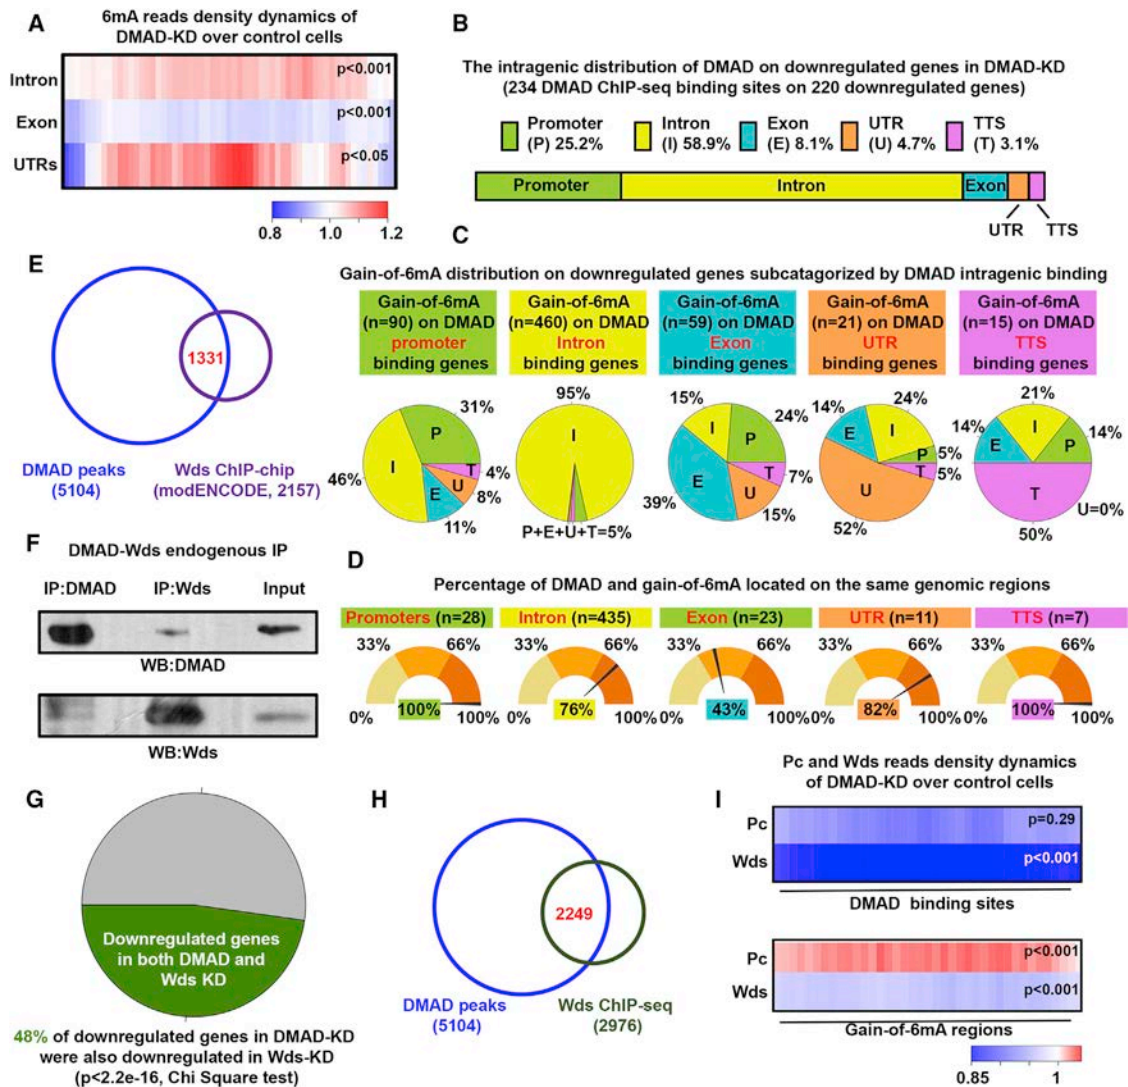 A
6mA reads density dynamics of
DMAD-KD over control cells
Intron
p<0.001
Exon
p<0.001
UTRs
p<0.05
0.8 1.0 1.2
B
The intragenic distribution of DMAD on downregulated genes in DMAD-KD
(234 DMAD ChIP-seq binding sites on 220 downregulated genes)
Promoter
(P) 25.2%
Intron
(I) 58.9%
Exon
(E) 8.1%
UTR
(U) 4.7%
TTS
(T) 3.1%
Promoter Intron Exon
UTR TTS
C
Gain-of-6mA distribution on downregulated genes subcatagorized by DMAD intragenic binding
Gain-of-6mA
(n=90) on DMAD
promoter
binding genes
Gain-of-6mA
(n=460) on DMAD
Intron
binding genes
Gain-of-6mA
(n=59) on DMAD
Exon
binding genes
Gain-of-6mA
(n=21) on DMAD
UTR
binding genes
Gain-of-6mA
(n=15) on DMAD
TTS
binding genes
31%
P
T
4%
U
8%
E
11%
I
46%
95%
I
P+E+U+T=5%
15%
I
P
24%
T
7%
U
15%
E
39%
14%
E
I
24%
P
5%
T
5%
U
52%
21%
I
14%
E
P
14%
T
U=0%
50%
D
Percentage of DMAD and gain-of-6mA located on the same genomic regions
Promoters (n=28)
33% 66%
0% 100% 100%
Intron (n=435)
33% 66%
0% 76% 100%
Exon (n=23)
33% 66%
0% 43% 100%
UTR (n=11)
33% 66%
0% 82% 100%
TTS (n=7)
33% 66%
0% 100% 100%
E
1331
DMAD peaks
(5104)
Wds ChIP-chip
(modENCODE, 2157)
F
DMAD-Wds endogenous IP
IP:DMAD IP:Wds Input
WB:DMAD
WB:Wds
G
Downregulated genes
in both DMAD and
Wds KD
48% of downregulated genes in DMAD-KD
were also downregulated in Wds-KD
(p<2.2e-16, Chi Square test)
H
2249
DMAD peaks
(5104)
Wds ChIP-seq
(2976)
I
Pc and Wds reads density dynamics
of DMAD-KD over control cells
Pc
p=0.29
Wds
p<0.001
DMAD binding sites
Pc
p<0.001
Wds
p<0.001
Gain-of-6mA regions
0.85 1